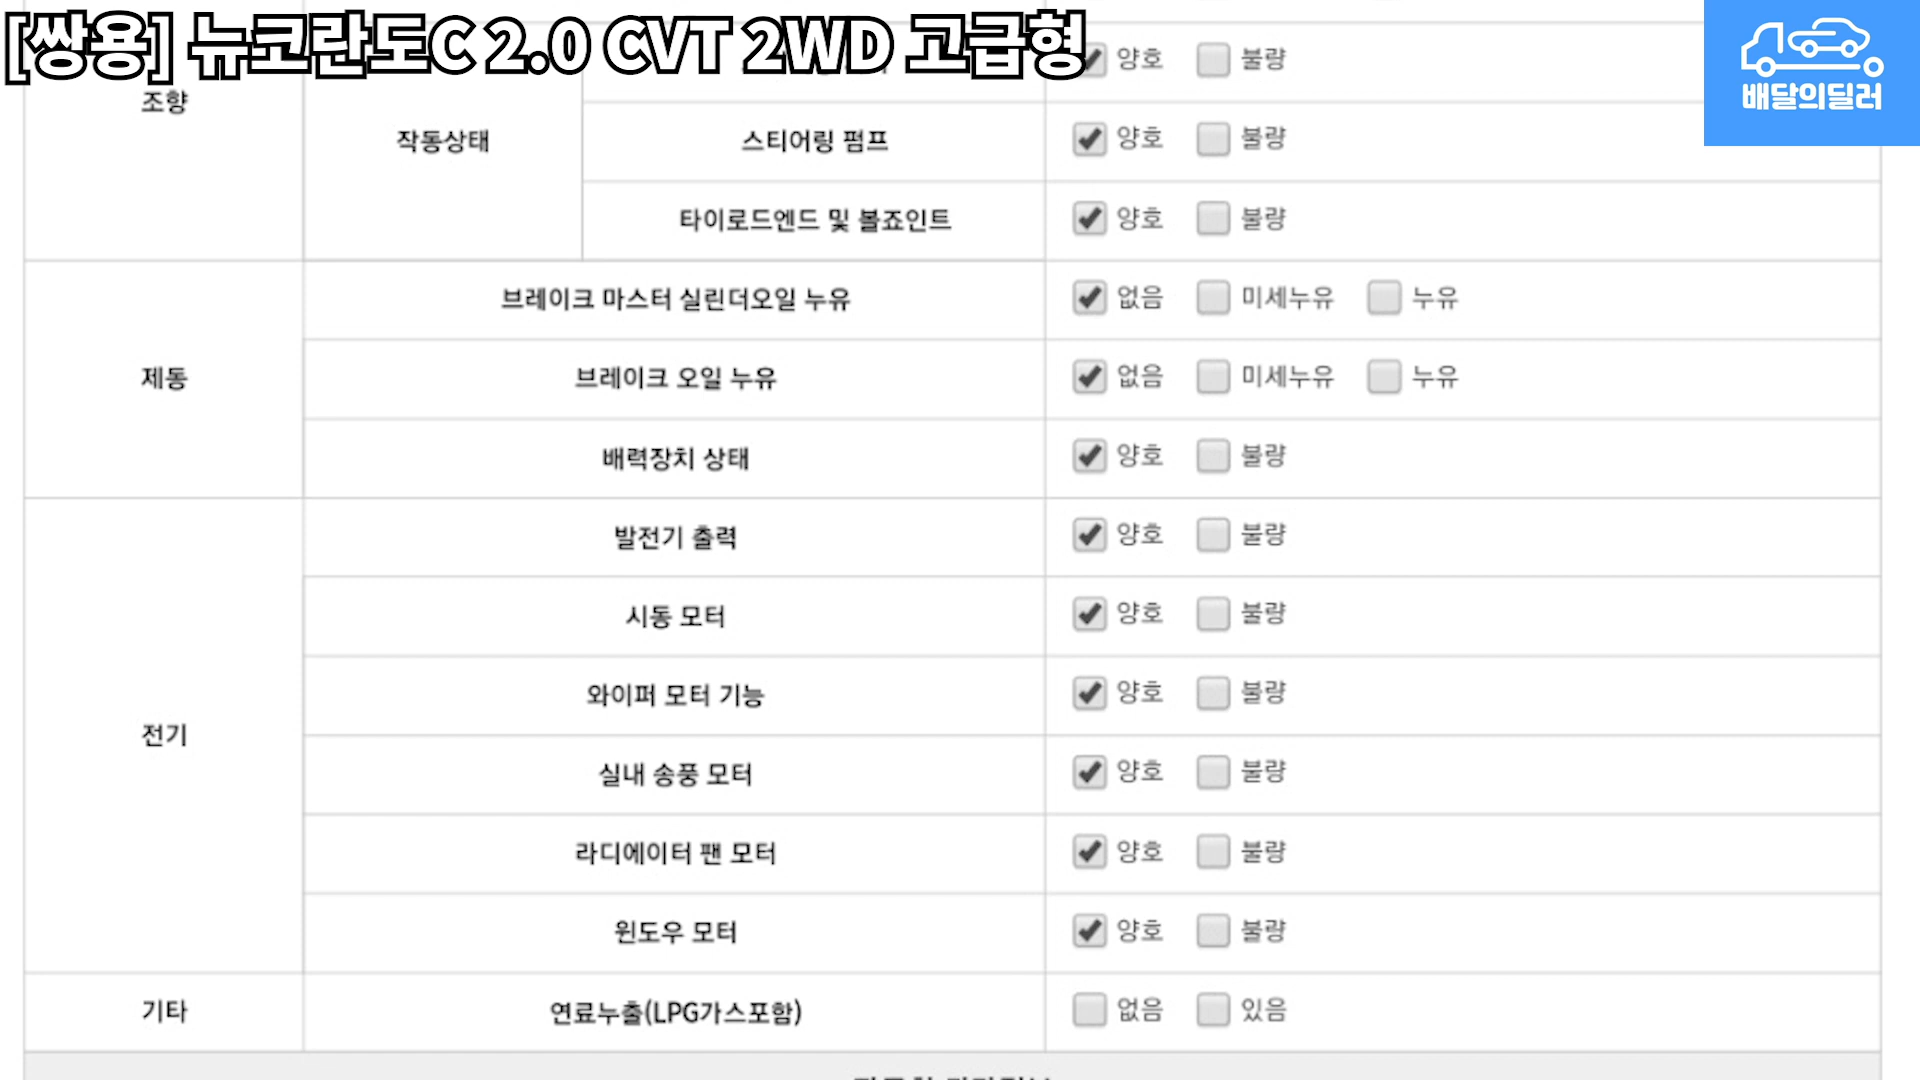 [쌍용] 뉴코란도C 2.0 CVT 2WD 고급형
배달의딜러
양호 불량
조향
작동상태
스티어링 펌프 양호 불량
타이로드엔드 및 볼죠인트 양호 불량
제동
브레이크 마스터 실린더오일 누유 없음 미세누유 누유
브레이크 오일 누유 없음 미세누유 누유
배력장치 상태 양호 불량
전기
발전기 출력 양호 불량
시동 모터 양호 불량
와이퍼 모터 기능 양호 불량
실내 송풍 모터 양호 불량
라디에이터 팬 모터 양호 불량
윈도우 모터 양호 불량
기타
연료누출(LPG가스포함) 없음 있음